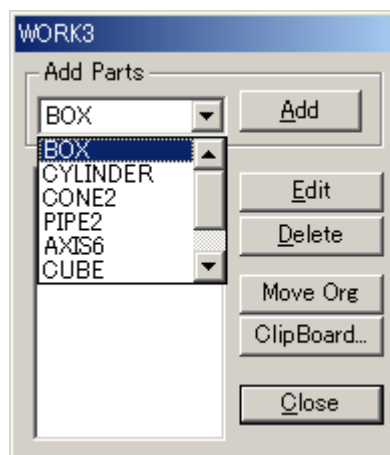 WORK3
Add Parts
BOX
Add
BOX
CYLINDER
CONE2
PIPE2
AXIS6
CUBE
Edit
Delete
Move Org
ClipBoard...
Close